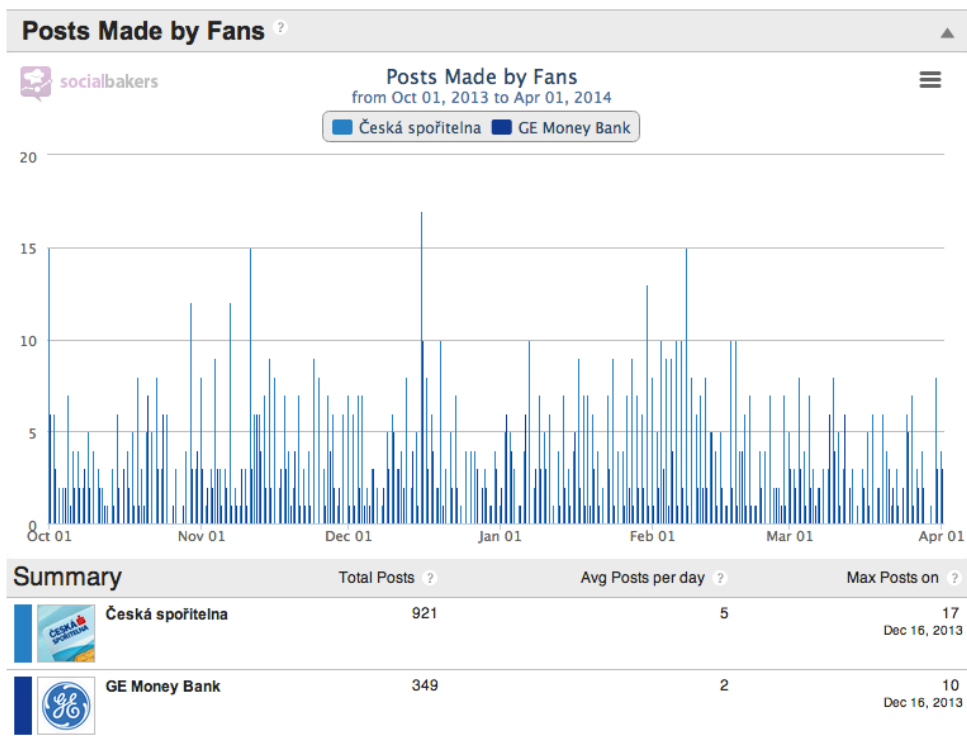 Posts Made by Fans ?
socialbakers
Posts Made by Fans
from Oct 01, 2013 to Apr 01, 2014
Česká spořitelna GE Money Bank
20
15
10
5
0
Oct 01 Nov 01 Dec 01 Jan 01 Feb 01 Mar 01 Apr 01
Summary Total Posts ? Avg Posts per day ? Max Posts on ?
ČESKÁ
SPOŘITELNA
Česká spořitelna 921 5 17
Dec 16, 2013
GE
GE Money Bank 349 2 10
Dec 16, 2013